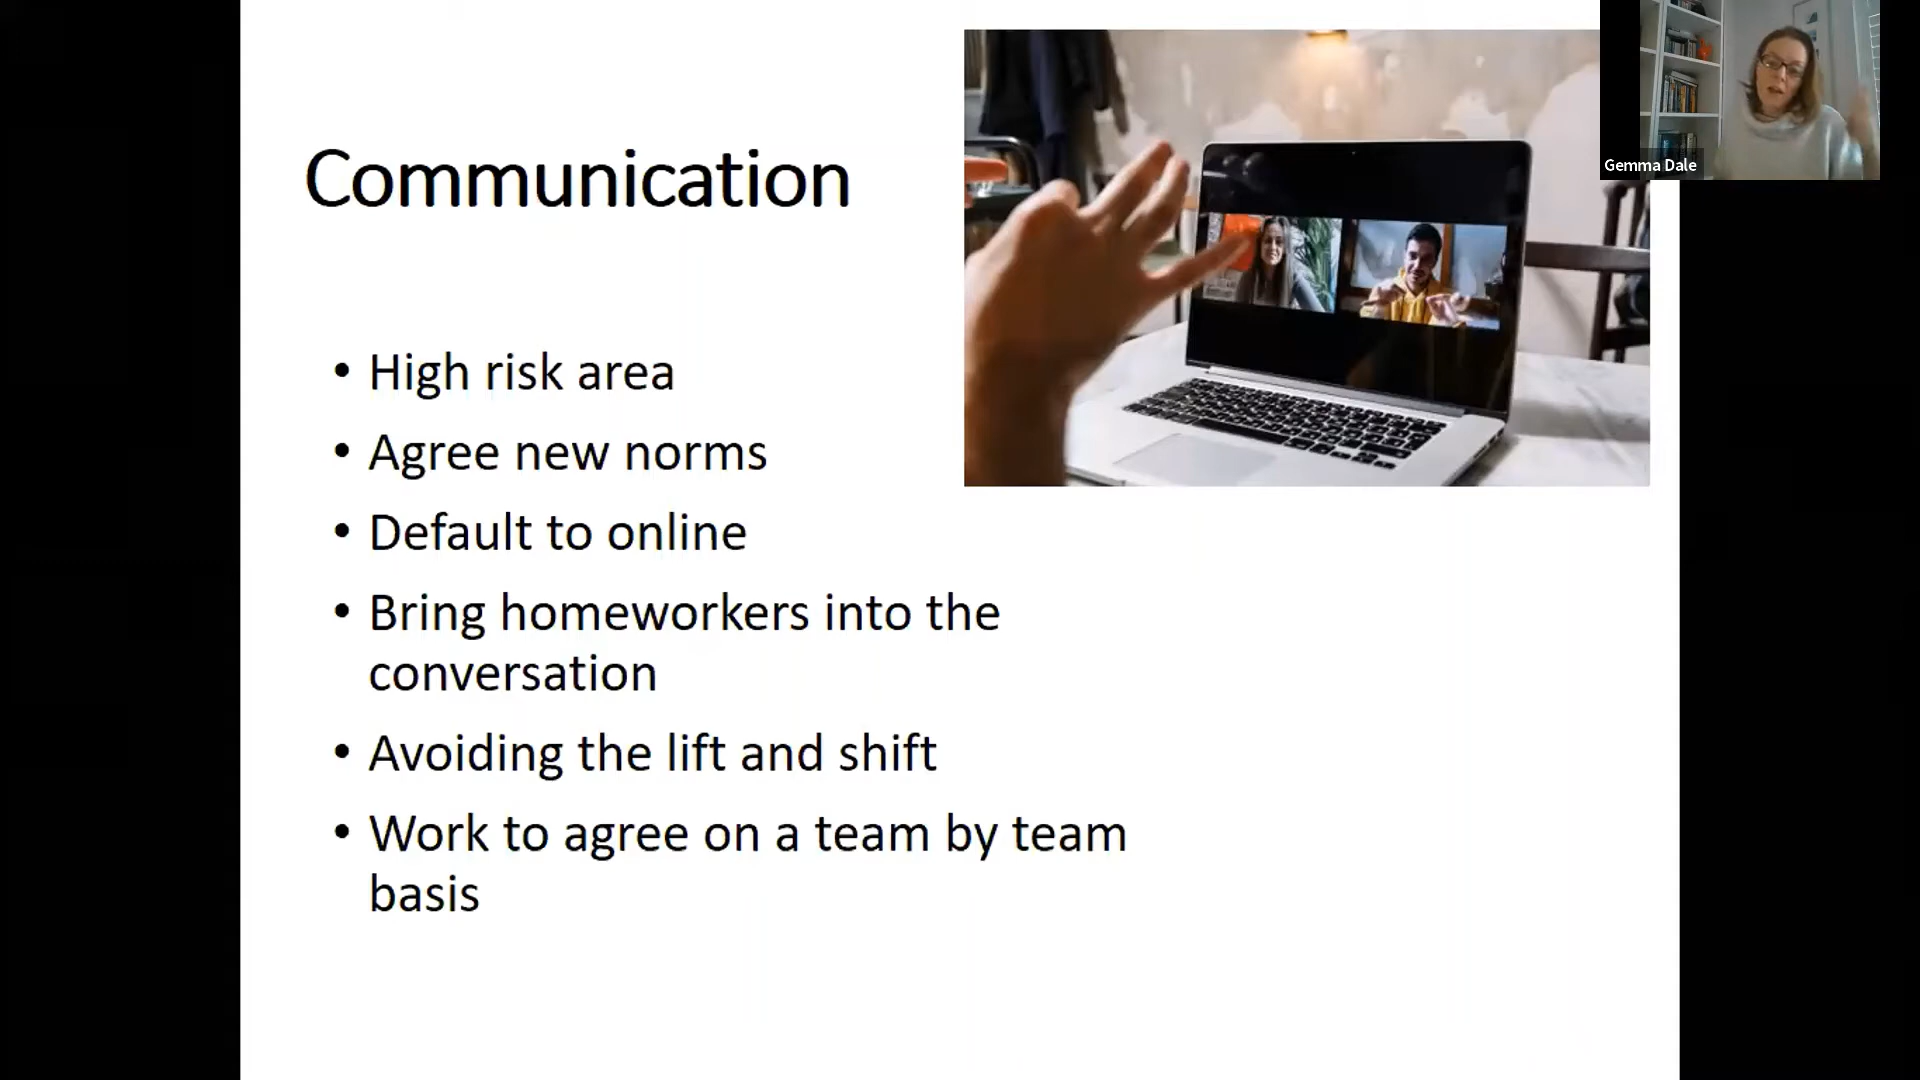 Communication
Gemma Dale
• High risk area
• Agree new norms
• Default to online
• Bring homeworkers into the
conversation
• Avoiding the lift and shift
• Work to agree on a team by team
basis